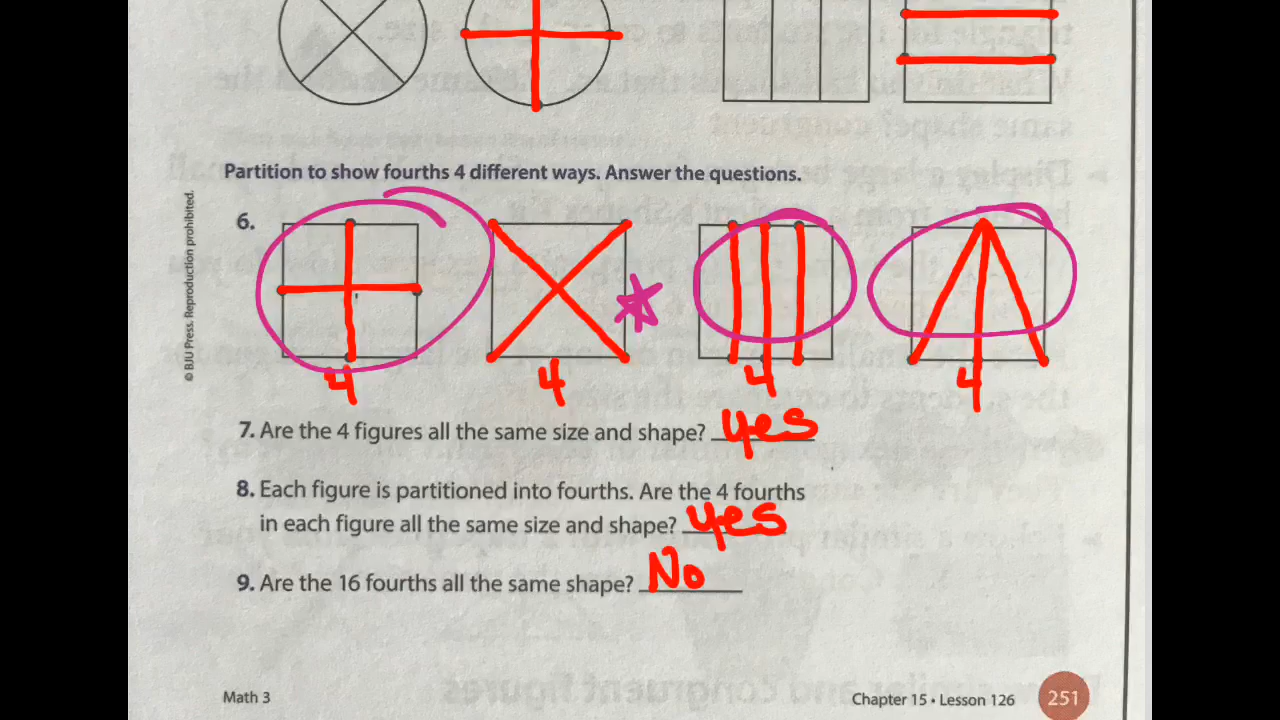 Partition to show fourths 4 different ways. Answer the questions.
6.
4 4 4 4
7. Are the 4 figures all the same size and shape? yes
8. Each figure is partitioned into fourths. Are the 4 fourths
in each figure all the same size and shape? yes
9. Are the 16 fourths all the same shape? No
© BJU Press. Reproduction prohibited.
Math 3
Chapter 15 • Lesson 126 251